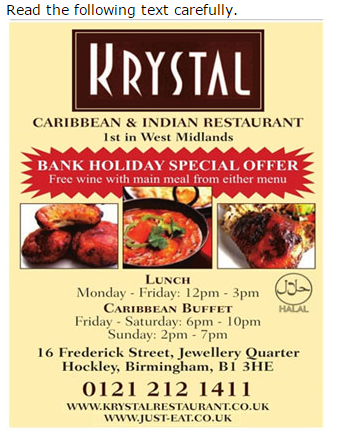 Read the following text carefully.
KRYSTAL
CARIBBEAN & INDIAN RESTAURANT
1st in West Midlands
BANK HOLIDAY SPECIAL OFFER
Free wine with main meal from either menu
LUNCH
Monday - Friday: 12pm - 3pm
حلال
HALAL
CARIBBEAN BUFFET
Friday - Saturday: 6pm - 10pm
Sunday: 2pm - 7pm
16 Frederick Street, Jewellery Quarter
Hockley, Birmingham, B1 3HE
0121 212 1411
WWW.KRYSTALRESTAURANT.CO.UK
WWW.JUST-EAT.CO.UK